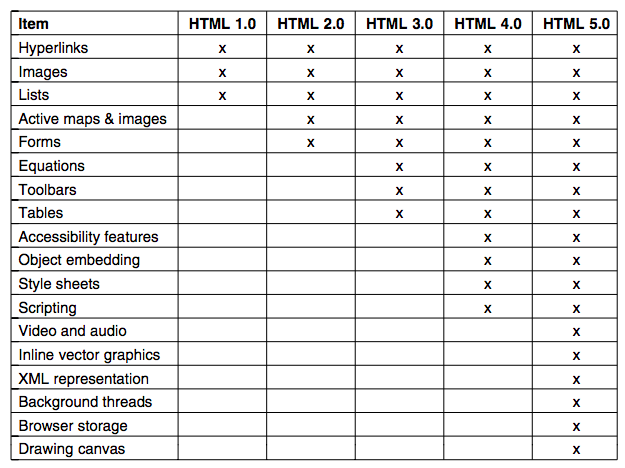 Item HTML 1.0 HTML 2.0 HTML 3.0 HTML 4.0 HTML 5.0
Hyperlinks x x x x x
Images x x x x x
Lists x x x x x
Active maps & images x x x x
Forms x x x x
Equations x x x
Toolbars x x x
Tables x x x
Accessibility features x x
Object embedding x x
Style sheets x x
Scripting x x
Video and audio x
Inline vector graphics x
XML representation x
Background threads x
Browser storage x
Drawing canvas x